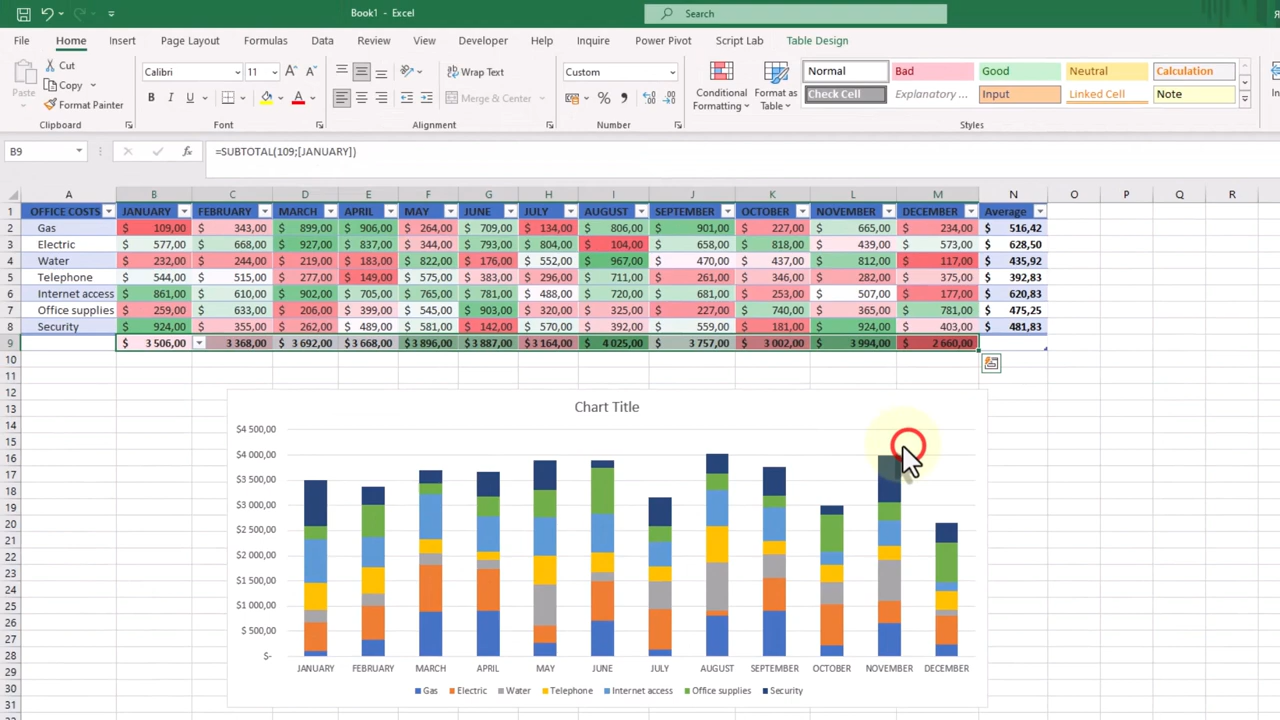 Book1 - Excel
Search
File Home Insert Page Layout Formulas Data Review View Developer Help Inquire Power Pivot Script Lab Table Design
Paste
Cut
Copy
Format Painter
Calibri 11
B I U
Wrap Text
Merge & Center
Custom
Conditional Formatting
Format as Table
Normal Bad Good Neutral Calculation
Check Cell Explanatory ... Input Linked Cell Note
Clipboard Font Alignment Number Styles
B9 fx =SUBTOTAL(109;[JANUARY])
A B C D E F G H I J K L M N O P Q R
1 OFFICE COSTS JANUARY FEBRUARY MARCH APRIL MAY JUNE JULY AUGUST SEPTEMBER OCTOBER NOVEMBER DECEMBER Average
2 Gas $ 109,00 $ 343,00 $ 899,00 $ 906,00 $ 264,00 $ 709,00 $ 134,00 $ 806,00 $ 901,00 $ 227,00 $ 665,00 $ 234,00 $ 516,42
3 Electric $ 577,00 $ 668,00 $ 927,00 $ 837,00 $ 344,00 $ 793,00 $ 804,00 $ 104,00 $ 658,00 $ 818,00 $ 439,00 $ 573,00 $ 628,50
4 Water $ 232,00 $ 244,00 $ 219,00 $ 183,00 $ 822,00 $ 176,00 $ 552,00 $ 967,00 $ 470,00 $ 437,00 $ 812,00 $ 117,00 $ 435,92
5 Telephone $ 544,00 $ 515,00 $ 277,00 $ 149,00 $ 575,00 $ 383,00 $ 296,00 $ 711,00 $ 261,00 $ 346,00 $ 282,00 $ 375,00 $ 392,83
6 Internet access $ 861,00 $ 610,00 $ 902,00 $ 705,00 $ 765,00 $ 781,00 $ 488,00 $ 720,00 $ 681,00 $ 253,00 $ 507,00 $ 177,00 $ 620,83
7 Office supplies $ 259,00 $ 633,00 $ 206,00 $ 399,00 $ 545,00 $ 903,00 $ 320,00 $ 325,00 $ 227,00 $ 740,00 $ 365,00 $ 781,00 $ 475,25
8 Security $ 924,00 $ 355,00 $ 262,00 $ 489,00 $ 581,00 $ 142,00 $ 570,00 $ 392,00 $ 559,00 $ 181,00 $ 924,00 $ 403,00 $ 481,83
9 $ 3 506,00 3 368,00 $ 3 692,00 $ 3 668,00 $ 3 896,00 $ 3 887,00 $ 3 164,00 $ 4 025,00 $ 3 757,00 $ 3 002,00 $ 3 994,00 $ 2 660,00
10
11
12
13
14
15
16
17
18
19
20
21
22
23
24
25
26
27
28
29
30
31
Chart Title
$4 500,00
$4 000,00
$3 500,00
$3 000,00
$2 500,00
$2 000,00
$1 500,00
$1 000,00
$ 500,00
$-
JANUARY FEBRUARY MARCH APRIL MAY JUNE JULY AUGUST SEPTEMBER OCTOBER NOVEMBER DECEMBER
Gas Electric Water Telephone Internet access Office supplies Security